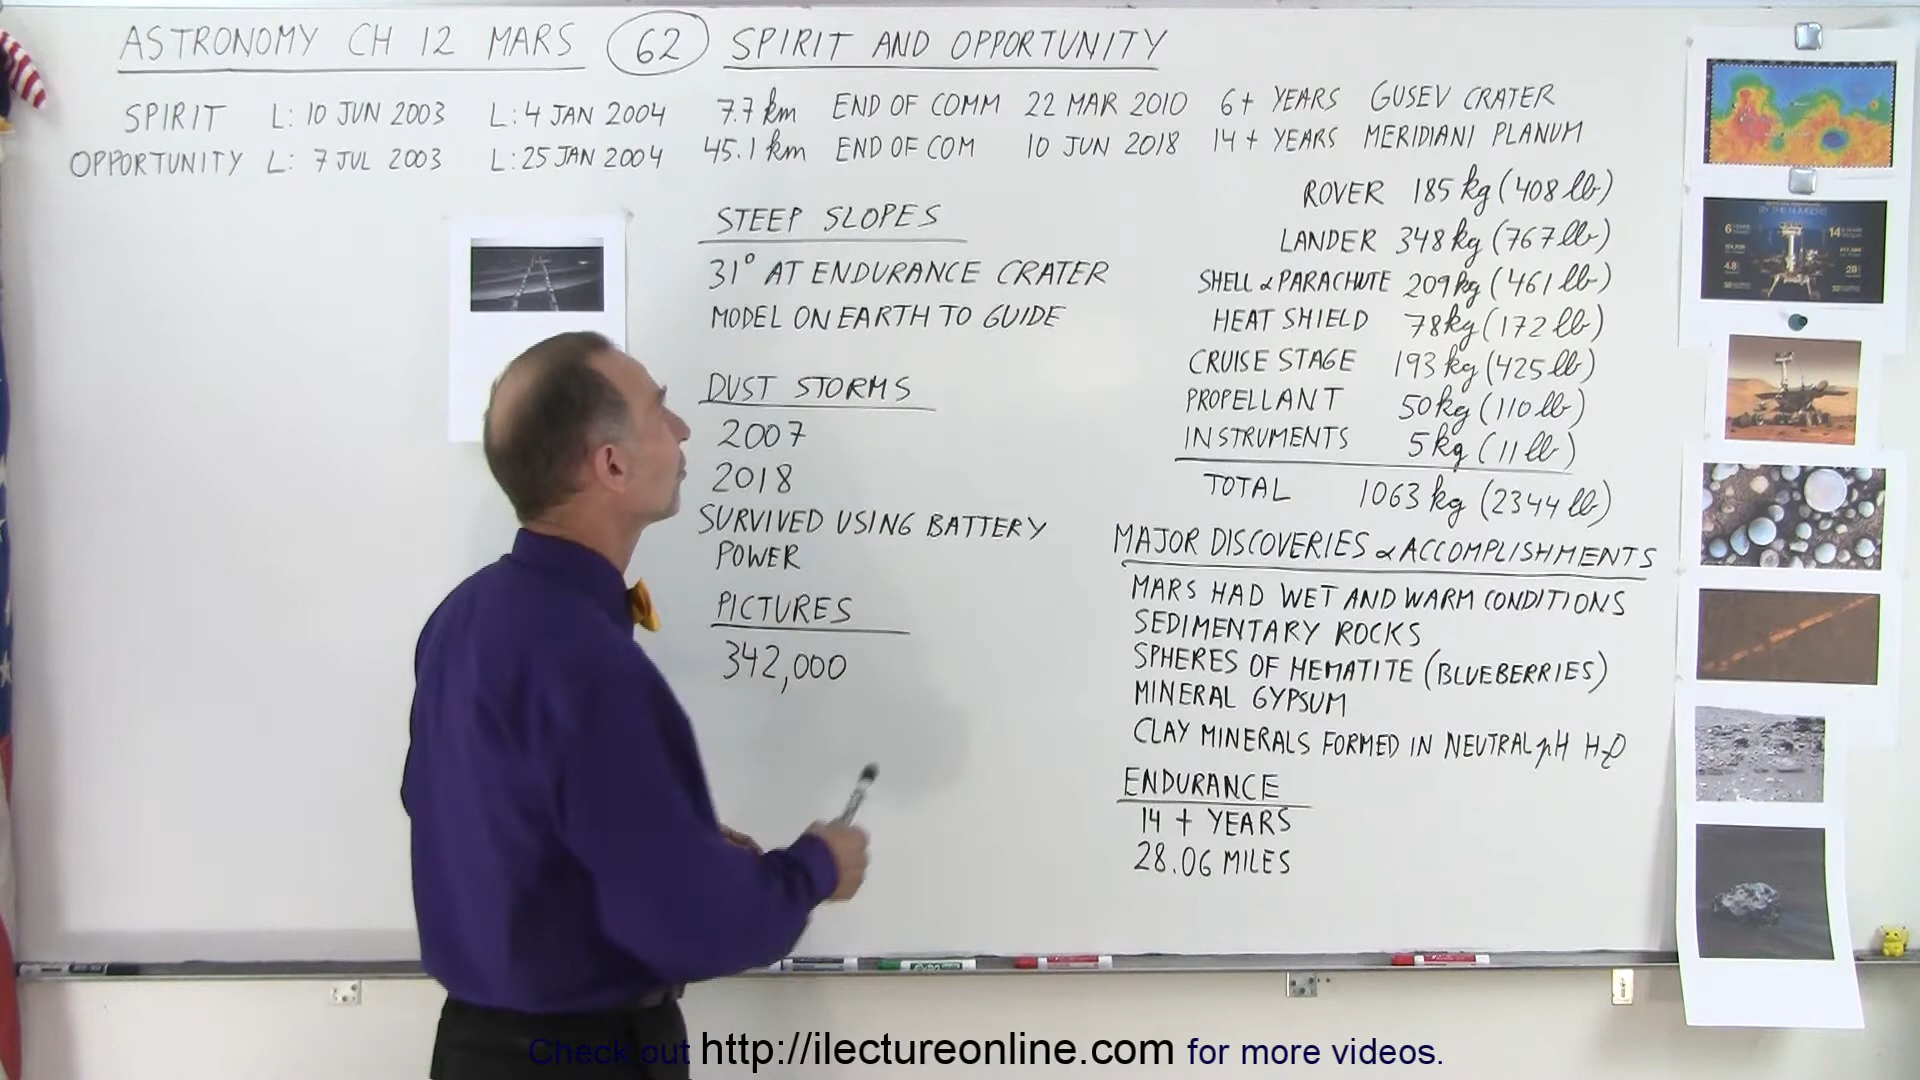 ASTRONOMY CH 12 MARS 62 SPIRIT AND OPPORTUNITY
SPIRIT L: 10 JUN 2003 L: 4 JAN 2004 7.7 km END OF COMM 22 MAR 2010 6+ YEARS GUSEV CRATER
OPPORTUNITY L: 7 JUL 2003 L: 25 JAN 2004 45.1 km END OF COM 10 JUN 2018 14+ YEARS MERIDIANI PLANUM
STEEP SLOPES
31° AT ENDURANCE CRATER
MODEL ON EARTH TO GUIDE
DUST STORMS
2007
2018
SURVIVED USING BATTERY
POWER
PICTURES
342,000
ROVER 185 kg (408 lb)
LANDER 348 kg (767 lb)
SHELL & PARACHUTE 209 kg (461 lb)
HEAT SHIELD 78 kg (172 lb)
CRUISE STAGE 193 kg (425 lb)
PROPELLANT 50 kg (110 lb)
INSTRUMENTS 5 kg (11 lb)
TOTAL 1063 kg (2344 lb)
MAJOR DISCOVERIES & ACCOMPLISHMENTS
MARS HAD WET AND WARM CONDITIONS
SEDIMENTARY ROCKS
SPHERES OF HEMATITE (BLUEBERRIES)
MINERAL GYPSUM
CLAY MINERALS FORMED IN NEUTRAL pH H2O
ENDURANCE
14 + YEARS
28.06 MILES
BY THE NUMBERS
Check out http://ilectureonline.com for more videos.